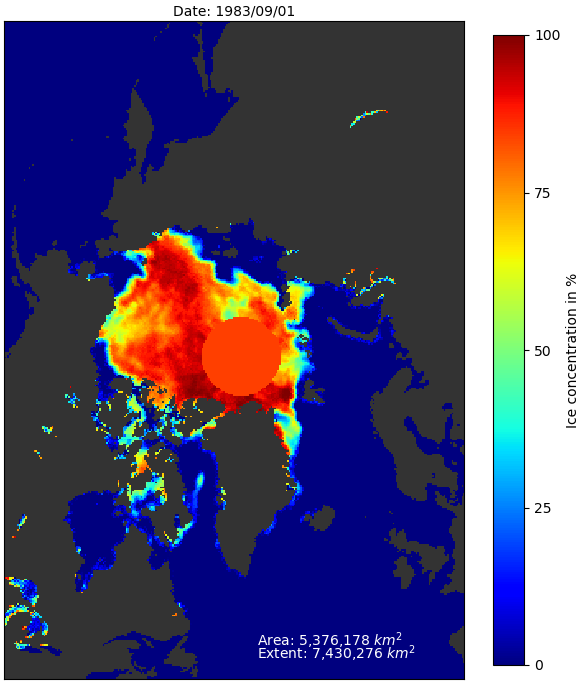 Date: 1983/09/01
100
75
50
25
0
Ice concentration in %
Area: 5,376,178 km²
Extent: 7,430,276 km²